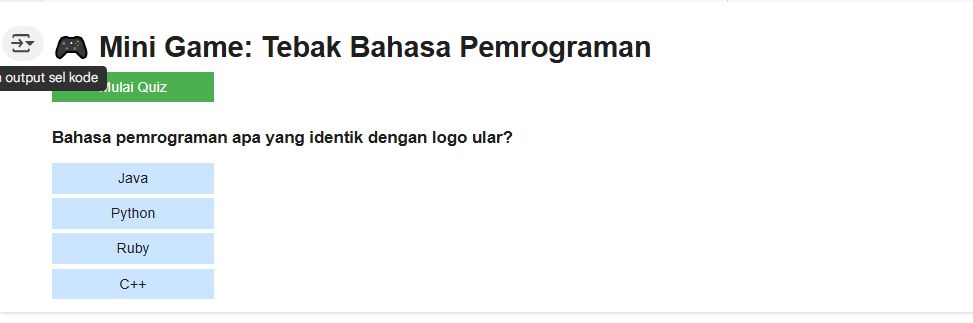 🎮 Mini Game: Tebak Bahasa Pemrograman
output sel kode
Mulai Quiz
Bahasa pemrograman apa yang identik dengan logo ular?
Java
Python
Ruby
C++